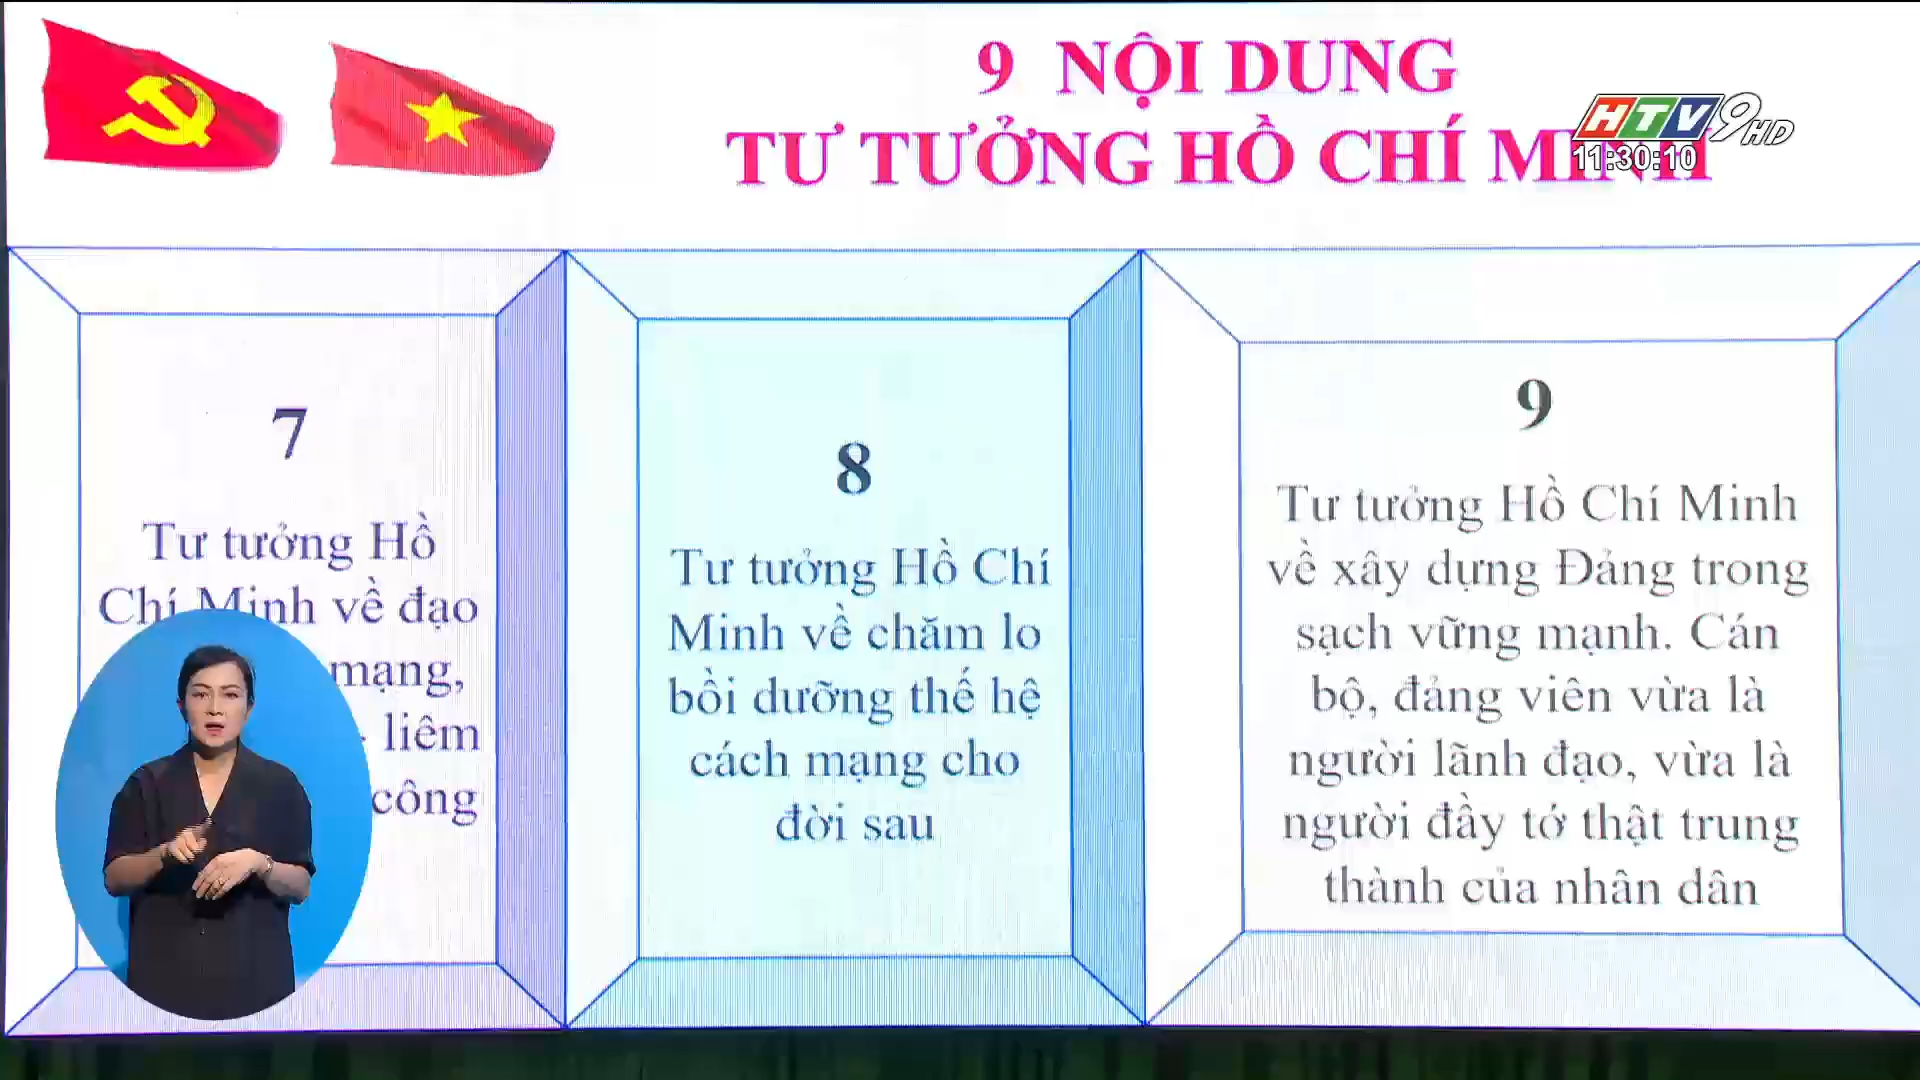 9 NỘI DUNG
TƯ TƯỞNG HỒ CHÍ MINH
HTV9 HD
11:30:10
7
Tư tưởng Hồ
Chí Minh về đạo
mạng,
liêm
công
8
Tư tưởng Hồ Chí
Minh về chăm lo
bồi dưỡng thế hệ
cách mạng cho
đời sau
9
Tư tưởng Hồ Chí Minh
về xây dựng Đảng trong
sạch vững mạnh. Cán
bộ, đảng viên vừa là
người lãnh đạo, vừa là
người đầy tớ thật trung
thành của nhân dân